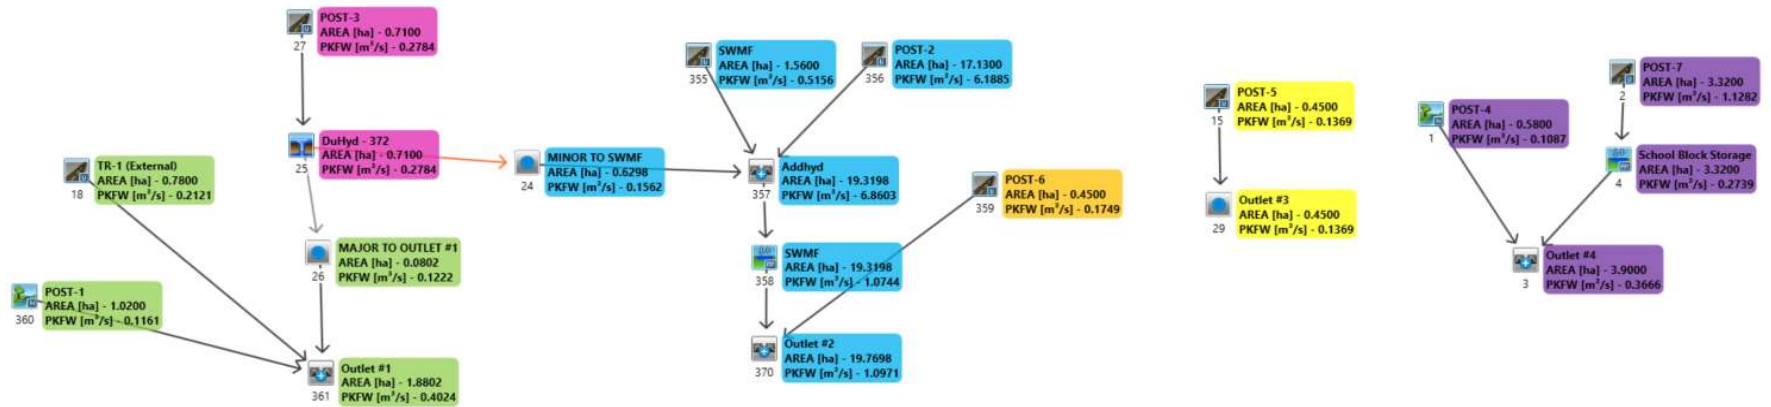 POST-3
AREA [ha] - 0.7100
PKFW [m³/s] - 0.2784
27
DuHyd - 372
AREA [ha] - 0.7100
PKFW [m³/s] - 0.2784
25
TR-1 (External)
AREA [ha] - 0.7800
PKFW [m³/s] - 0.2121
18
MAJOR TO OUTLET #1
AREA [ha] - 0.0802
PKFW [m³/s] - 0.1222
26
POST-1
AREA [ha] - 1.0200
PKFW [m³/s] - 0.1161
360
Outlet #1
AREA [ha] - 1.8802
PKFW [m³/s] - 0.4024
361
SWMF
AREA [ha] - 1.5600
PKFW [m³/s] - 0.5156
355
POST-2
AREA [ha] - 17.1300
PKFW [m³/s] - 6.1885
356
MINOR TO SWMF
AREA [ha] - 0.6298
PKFW [m³/s] - 0.1562
24
Addhyd
AREA [ha] - 19.3198
PKFW [m³/s] - 6.8603
357
POST-6
AREA [ha] - 0.4500
PKFW [m³/s] - 0.1749
359
SWMF
AREA [ha] - 19.3198
PKFW [m³/s] - 1.0744
358
Outlet #2
AREA [ha] - 19.7698
PKFW [m³/s] - 1.0971
370
POST-5
AREA [ha] - 0.4500
PKFW [m³/s] - 0.1369
15
Outlet #3
AREA [ha] - 0.4500
PKFW [m³/s] - 0.1369
29
POST-4
AREA [ha] - 0.5800
PKFW [m³/s] - 0.1087
1
POST-7
AREA [ha] - 3.3200
PKFW [m³/s] - 1.1282
2
School Block Storage
AREA [ha] - 3.3200
PKFW [m³/s] - 0.2739
4
Outlet #4
AREA [ha] - 3.9000
PKFW [m³/s] - 0.3666
3